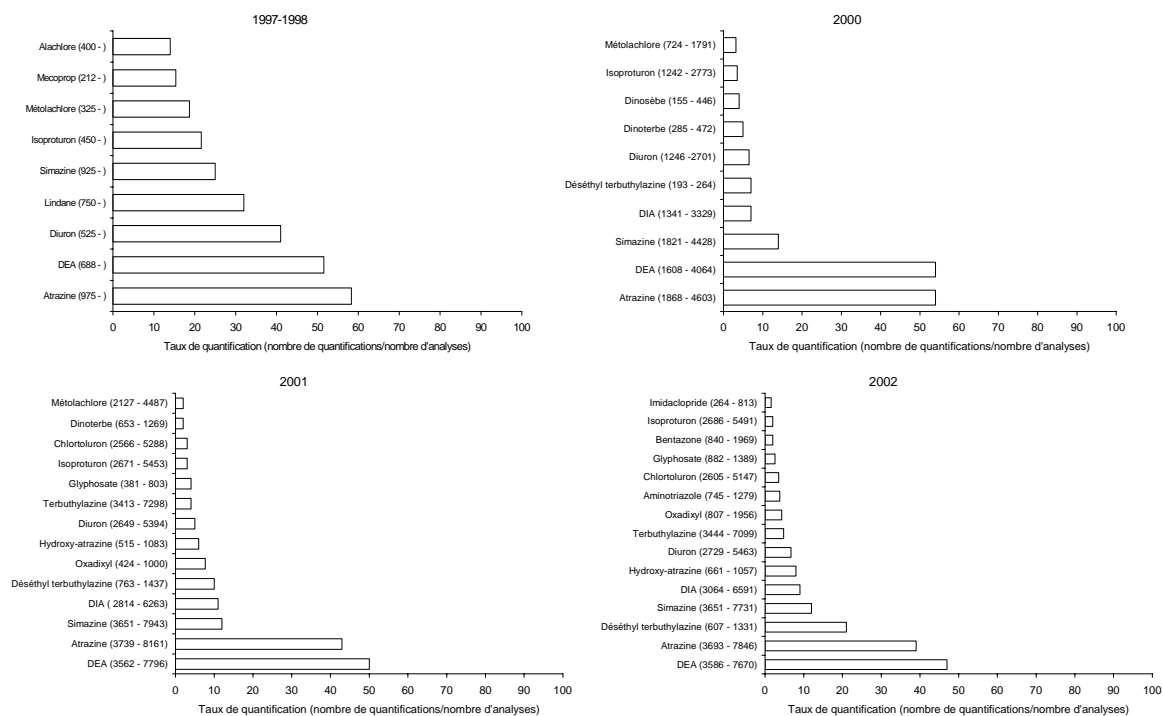 1997-1998
Alachlore (400 - )
Mecoprop (212 - )
Métolachlore (325 - )
Isoproturon (450 - )
Simazine (925 - )
Lindane (750 - )
Diuron (525 - )
DEA (688 - )
Atrazine (975 - )
0 10 20 30 40 50 60 70 80 90 100
Taux de quantification (nombre de quantifications/nombre d'analyses)
2000
Métolachlore (724 - 1791)
Isoproturon (1242 - 2773)
Dinosèbe (155 - 446)
Dinoterbe (285 - 472)
Diuron (1246 -2701)
Déséthyl terbuthylazine (193 - 264)
DIA (1341 - 3329)
Simazine (1821 - 4428)
DEA (1608 - 4064)
Atrazine (1868 - 4603)
0 10 20 30 40 50 60 70 80 90 100
Taux de quantification (nombre de quantifications/nombre d'analyses)
2001
Métolachlore (2127 - 4487)
Dinoterbe (653 - 1269)
Chlortoluron (2566 - 5288)
Isoproturon (2671 - 5453)
Glyphosate (381 - 803)
Terbuthylazine (3413 - 7298)
Diuron (2649 - 5394)
Hydroxy-atrazine (515 - 1083)
Oxadixyl (424 - 1000)
Déséthyl terbuthylazine (763 - 1437)
DIA ( 2814 - 6263)
Simazine (3651 - 7943)
Atrazine (3739 - 8161)
DEA (3562 - 7796)
0 10 20 30 40 50 60 70 80 90 100
Taux de quantification (nombre de quantifications/nombre d'analyses)
2002
Imidaclopride (264 - 813)
Isoproturon (2686 - 5491)
Bentazone (840 - 1969)
Glyphosate (882 - 1389)
Chlortoluron (2605 - 5147)
Aminotriazole (745 - 1279)
Oxadixyl (807 - 1956)
Terbuthylazine (3444 - 7099)
Diuron (2729 - 5463)
Hydroxy-atrazine (661 - 1057)
DIA (3064 - 6591)
Simazine (3651 - 7731)
Déséthyl terbuthylazine (607 - 1331)
Atrazine (3693 - 7846)
DEA (3586 - 7670)
0 10 20 30 40 50 60 70 80 90 100
Taux de quantification (nombre de quantifications/nombre d'analyses)